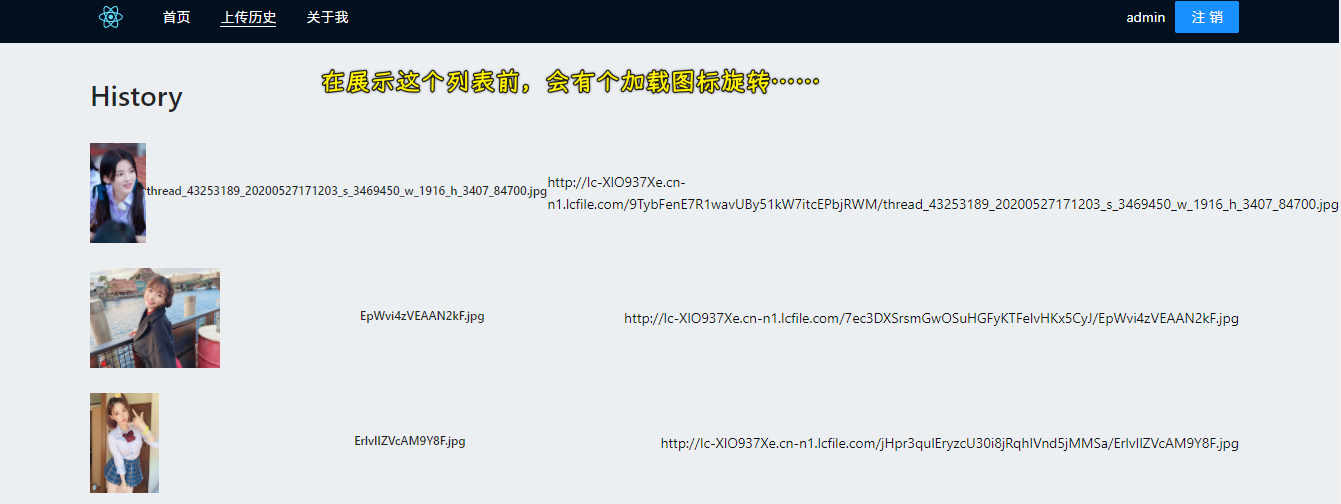 首页 上传历史 关于我 admin 注 销
在展示这个列表前，会有个加载图标旋转……
History
thread_43253189_20200527171203_s_3469450_w_1916_h_3407_84700.jpg
http://lc-XIO937Xe.cn-
n1.lcfile.com/9TybFenE7R1wavUBy51kW7itcEPbjRWM/thread_43253189_20200527171203_s_3469450_w_1916_h_3407_84700.jpg
EpWvi4zVEAAN2kF.jpg http://lc-XIO937Xe.cn-n1.lcfile.com/7ec3DXSrsmGwOSuHGFyKTFelvHKx5CyJ/EpWvi4zVEAAN2kF.jpg
ErlvIlZVcAM9Y8F.jpg http://lc-XIO937Xe.cn-n1.lcfile.com/jHpr3qulEryzcU30i8jRqhlVnd5jMMSa/ErlvIlZVcAM9Y8F.jpg